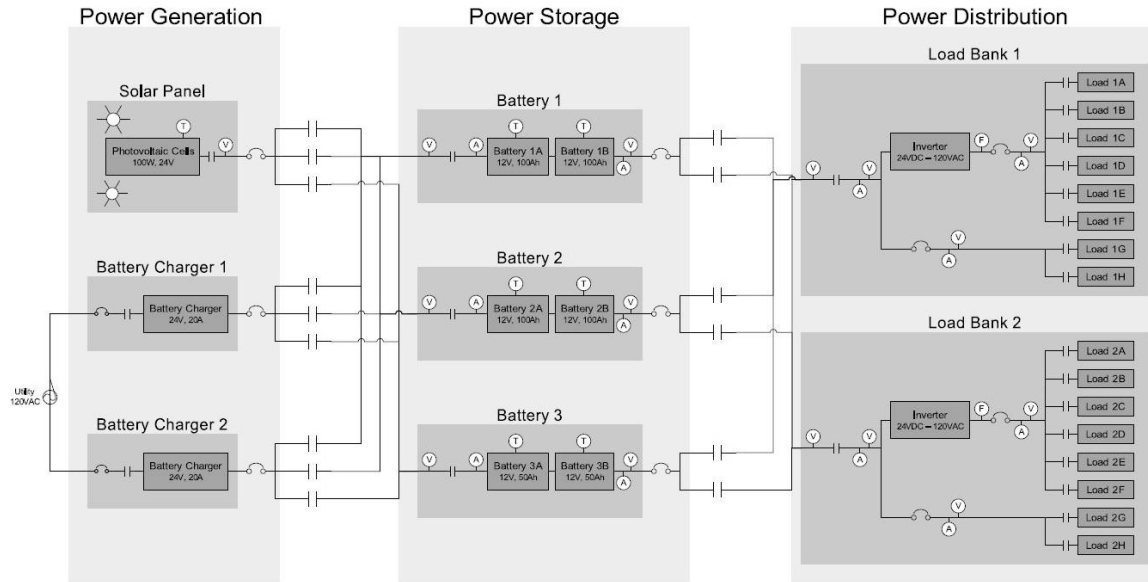 Power Generation
Power Storage
Power Distribution
Solar Panel
T
V
Photovoltaic Cells
100W, 24V
Battery Charger 1
Battery Charger
24V, 20A
Utility
120VAC
Battery Charger 2
Battery Charger
24V, 20A
Battery 1
V
A
T
T
V
Battery 1A
12V, 100Ah
Battery 1B
12V, 100Ah
A
Battery 2
V
A
T
T
V
Battery 2A
12V, 100Ah
Battery 2B
12V, 100Ah
A
Battery 3
V
A
T
T
V
Battery 3A
12V, 50Ah
Battery 3B
12V, 50Ah
A
Load Bank 1
V
V
A
Inverter
24VDC – 120VAC
F
V
A
V
A
Load 1A
Load 1B
Load 1C
Load 1D
Load 1E
Load 1F
Load 1G
Load 1H
Load Bank 2
V
V
A
Inverter
24VDC – 120VAC
F
V
A
V
A
Load 2A
Load 2B
Load 2C
Load 2D
Load 2E
Load 2F
Load 2G
Load 2H